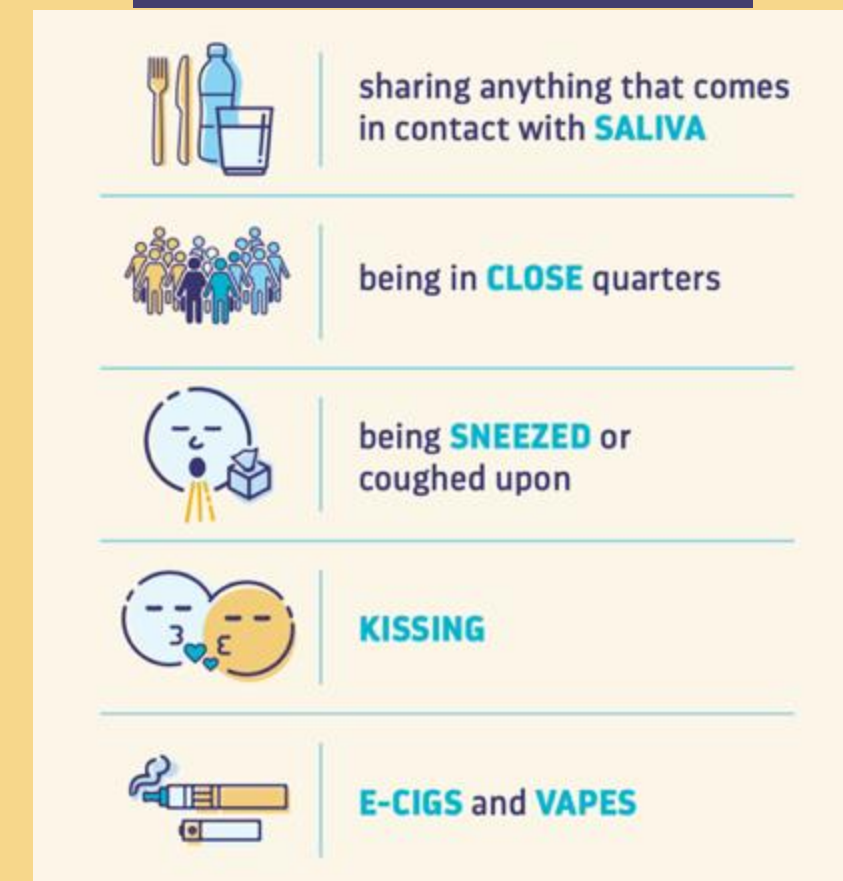 sharing anything that comes
in contact with SALIVA
being in CLOSE quarters
being SNEEZED or
coughed upon
KISSING
E-CIGS and VAPES